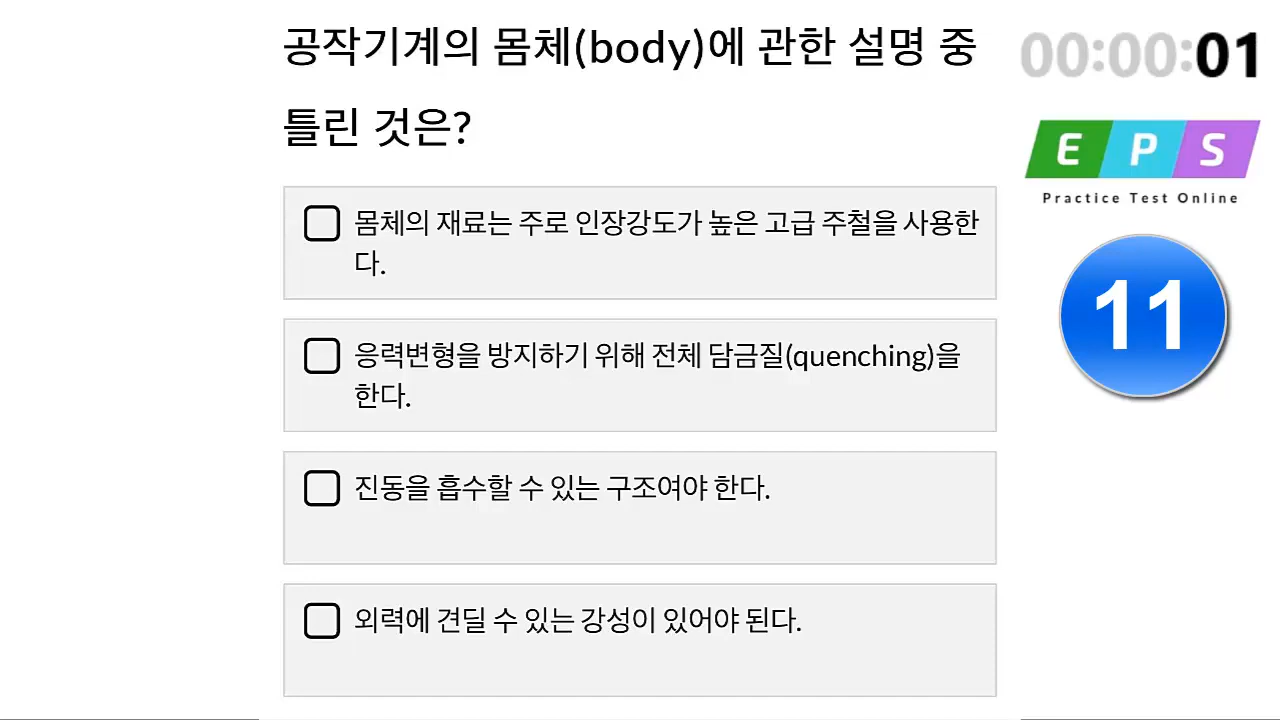 공작기계의 몸체(body)에 관한 설명 중
틀린 것은?
00:00:01
E P S
Practice Test Online
11
몸체의 재료는 주로 인장강도가 높은 고급 주철을 사용한
다.
응력변형을 방지하기 위해 전체 담금질(quenching)을
한다.
진동을 흡수할 수 있는 구조여야 한다.
외력에 견딜 수 있는 강성이 있어야 된다.